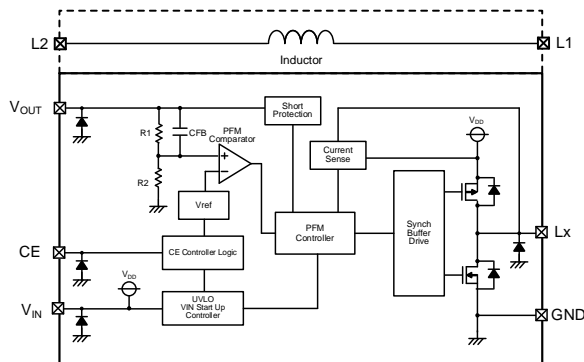 L2
L1
Inductor
VOUT
Short
Protection
R1
CFB
PFM
Comparator
VDD
Current
Sense
+
−
R2
Vref
PFM
Controller
Synch
Buffer
Drive
Lx
CE
CE Controller Logic
VDD
VIN
UVLO
VIN Start Up
Controller
GND